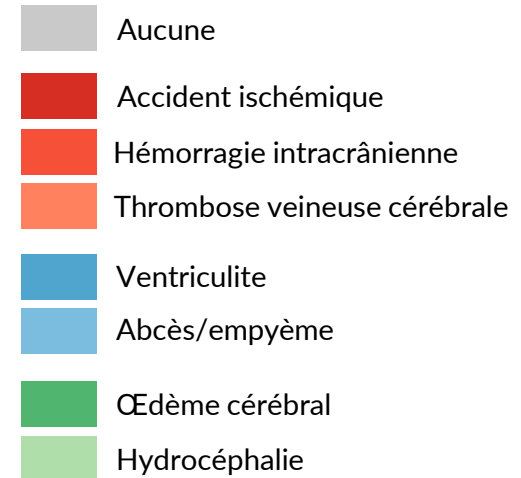 Aucune
Accident ischémique
Hémorragie intracrânienne
Thrombose veineuse cérébrale
Ventriculite
Abcès/empyème
Œdème cérébral
Hydrocéphalie